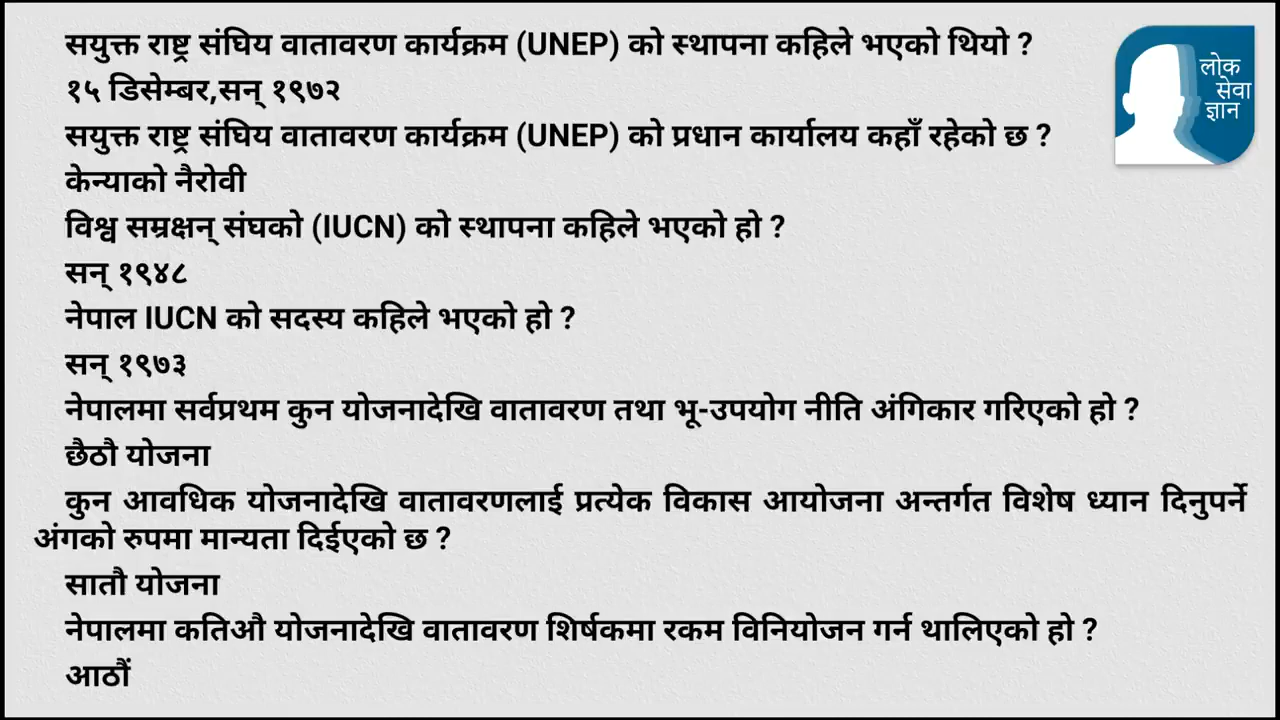 सयुक्त राष्ट्र संघिय वातावरण कार्यक्रम (UNEP) को स्थापना कहिले भएको थियो ?
१५ डिसेम्बर,सन् १९७२
सयुक्त राष्ट्र संघिय वातावरण कार्यक्रम (UNEP) को प्रधान कार्यालय कहाँ रहेको छ ?
केन्याको नैरोवी
विश्व सम्रक्षन् संघको (IUCN) को स्थापना कहिले भएको हो ?
सन् १९४८
नेपाल IUCN को सदस्य कहिले भएको हो ?
सन् १९७३
नेपालमा सर्वप्रथम कुन योजनादेखि वातावरण तथा भू-उपयोग नीति अंगिकार गरिएको हो ?
छैठौ योजना
कुन आवधिक योजनादेखि वातावरणलाई प्रत्येक विकास आयोजना अन्तर्गत विशेष ध्यान दिनुपर्ने
अंगको रुपमा मान्यता दिईएको छ ?
सातौ योजना
नेपालमा कतिऔ योजनादेखि वातावरण शिर्षकमा रकम विनियोजन गर्न थालिएको हो ?
आठौं
लोक
सेवा
ज्ञान